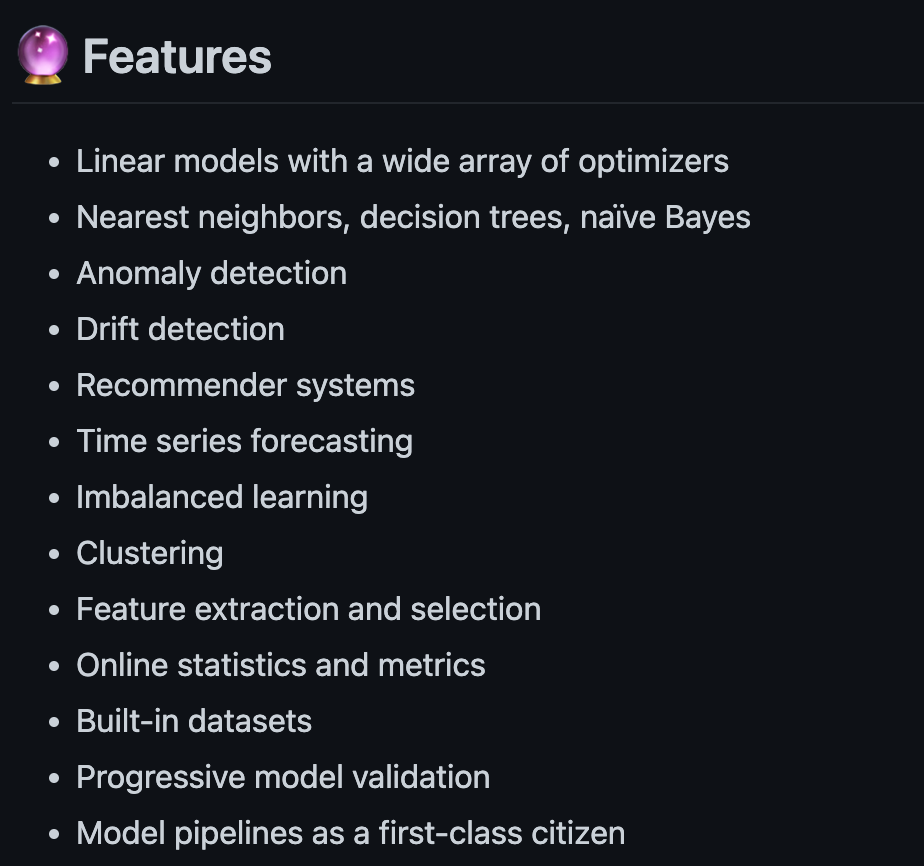 Features
Linear models with a wide array of optimizers
Nearest neighbors, decision trees, naïve Bayes
Anomaly detection
Drift detection
Recommender systems
Time series forecasting
Imbalanced learning
Clustering
Feature extraction and selection
Online statistics and metrics
Built-in datasets
Progressive model validation
Model pipelines as a first-class citizen